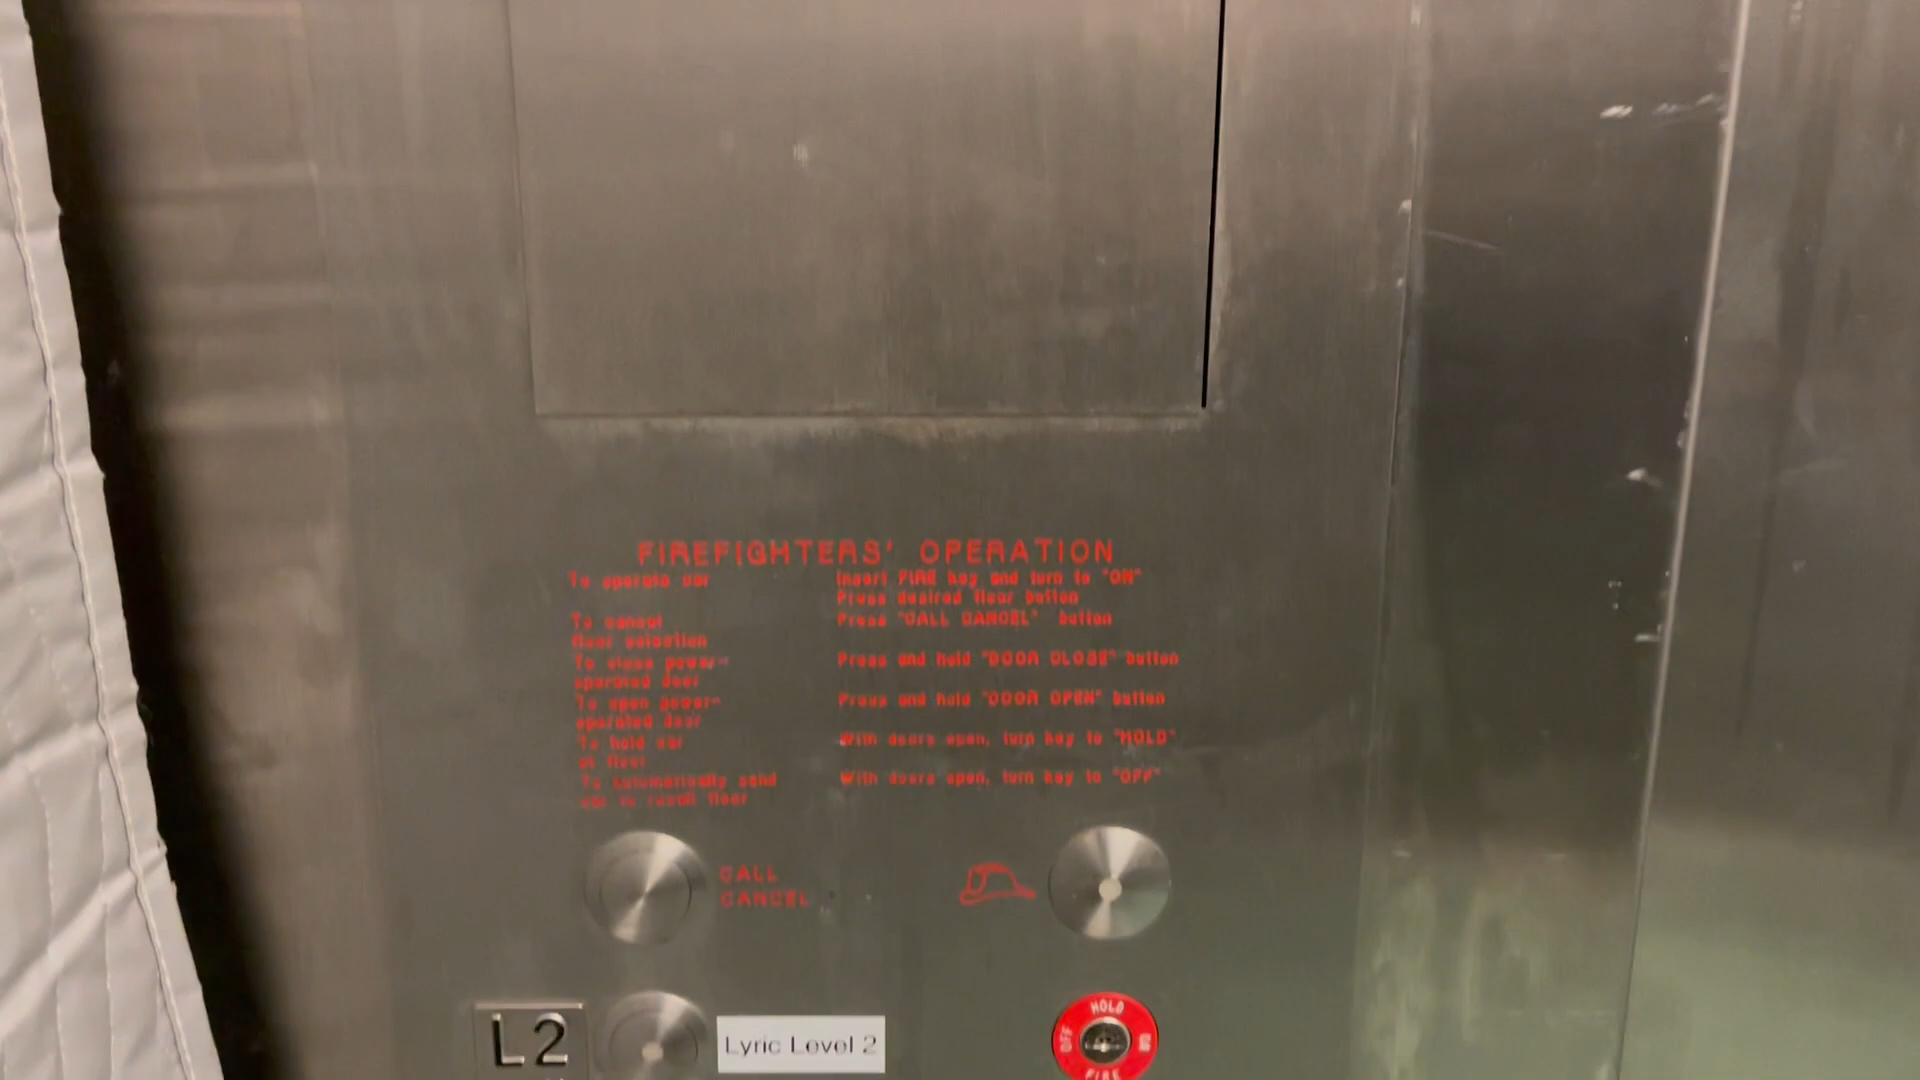 FIREFIGHTERS' OPERATION
To operate car
Insert FIRE key and turn to "ON"
Press desired floor button
To cancel
floor selection
Press "CALL CANCEL" button
To close power-
operated door
Press and hold "DOOR CLOSE" button
To open power-
operated door
Press and hold "DOOR OPEN" button
To hold car
at floor
With doors open, turn key to "HOLD"
To automatically send
car to recall floor
With doors open, turn key to "OFF"
CALL
CANCEL
L2
Lyric Level 2
HOLD
OFF
ON
FIRE